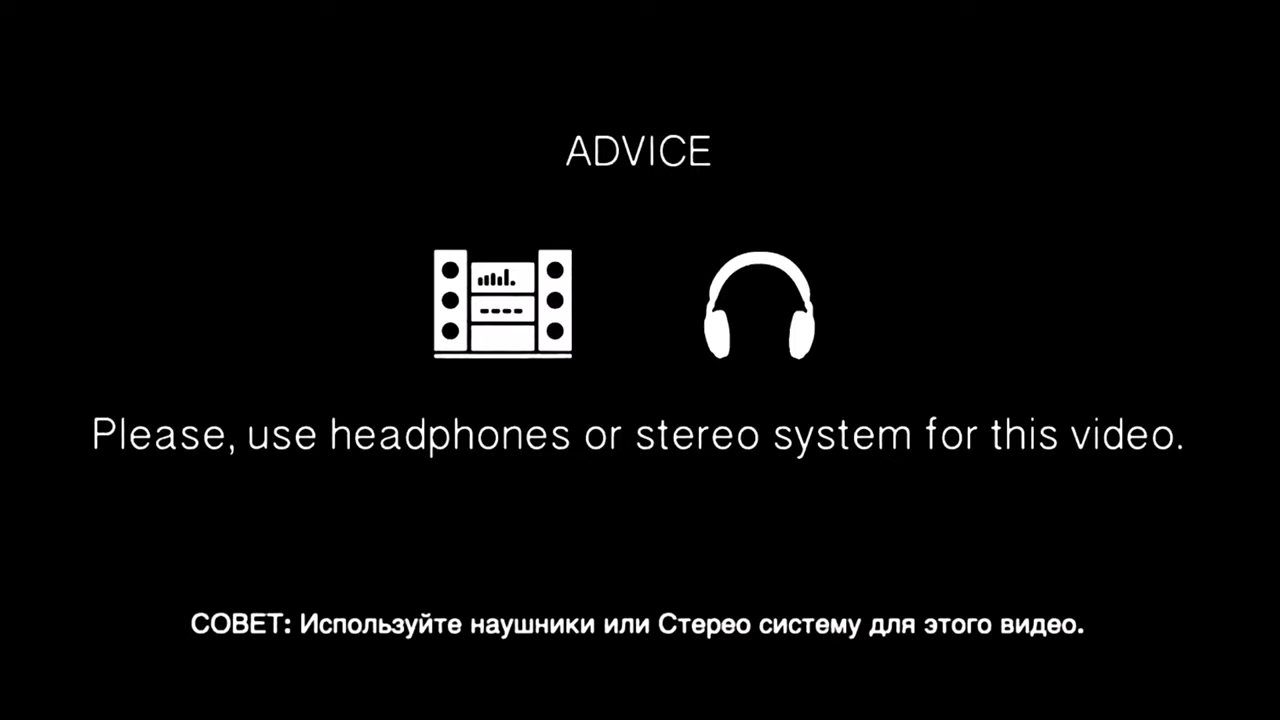 ADVICE
Please, use headphones or stereo system for this video.
СОВЕТ: Используйте наушники или Стерео систему для этого видео.